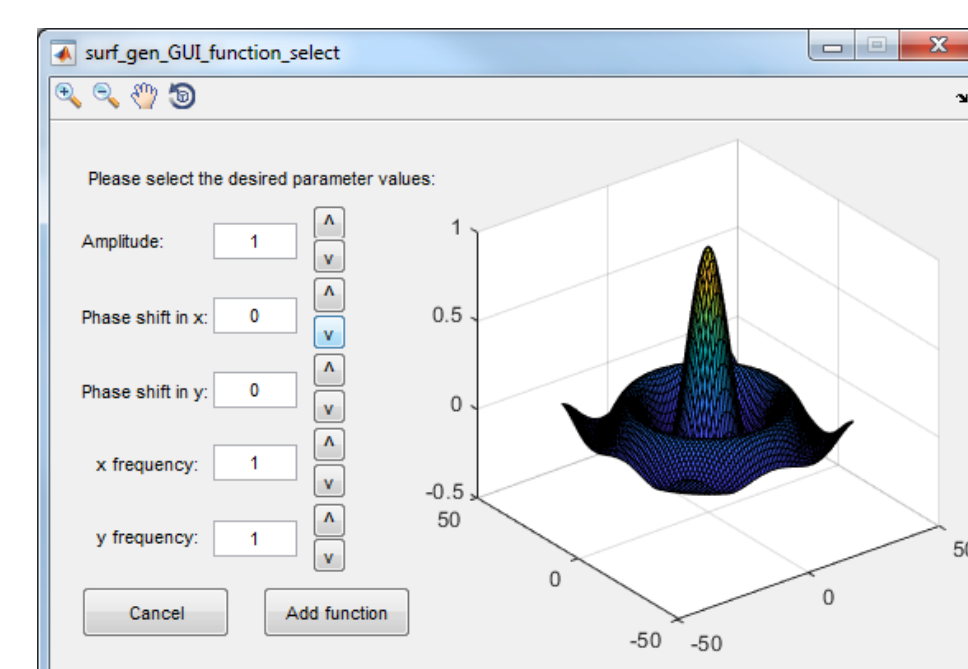 surf_gen_GUI_function_select
Please select the desired parameter values:
Amplitude: 1 ʌ
v
Phase shift in x: 0 ʌ
v
Phase shift in y: 0 ʌ
v
x frequency: 1 ʌ
v
y frequency: 1 ʌ
v
Cancel Add function
1
0.5
0
-0.5
50
0
-50
-50
0
50